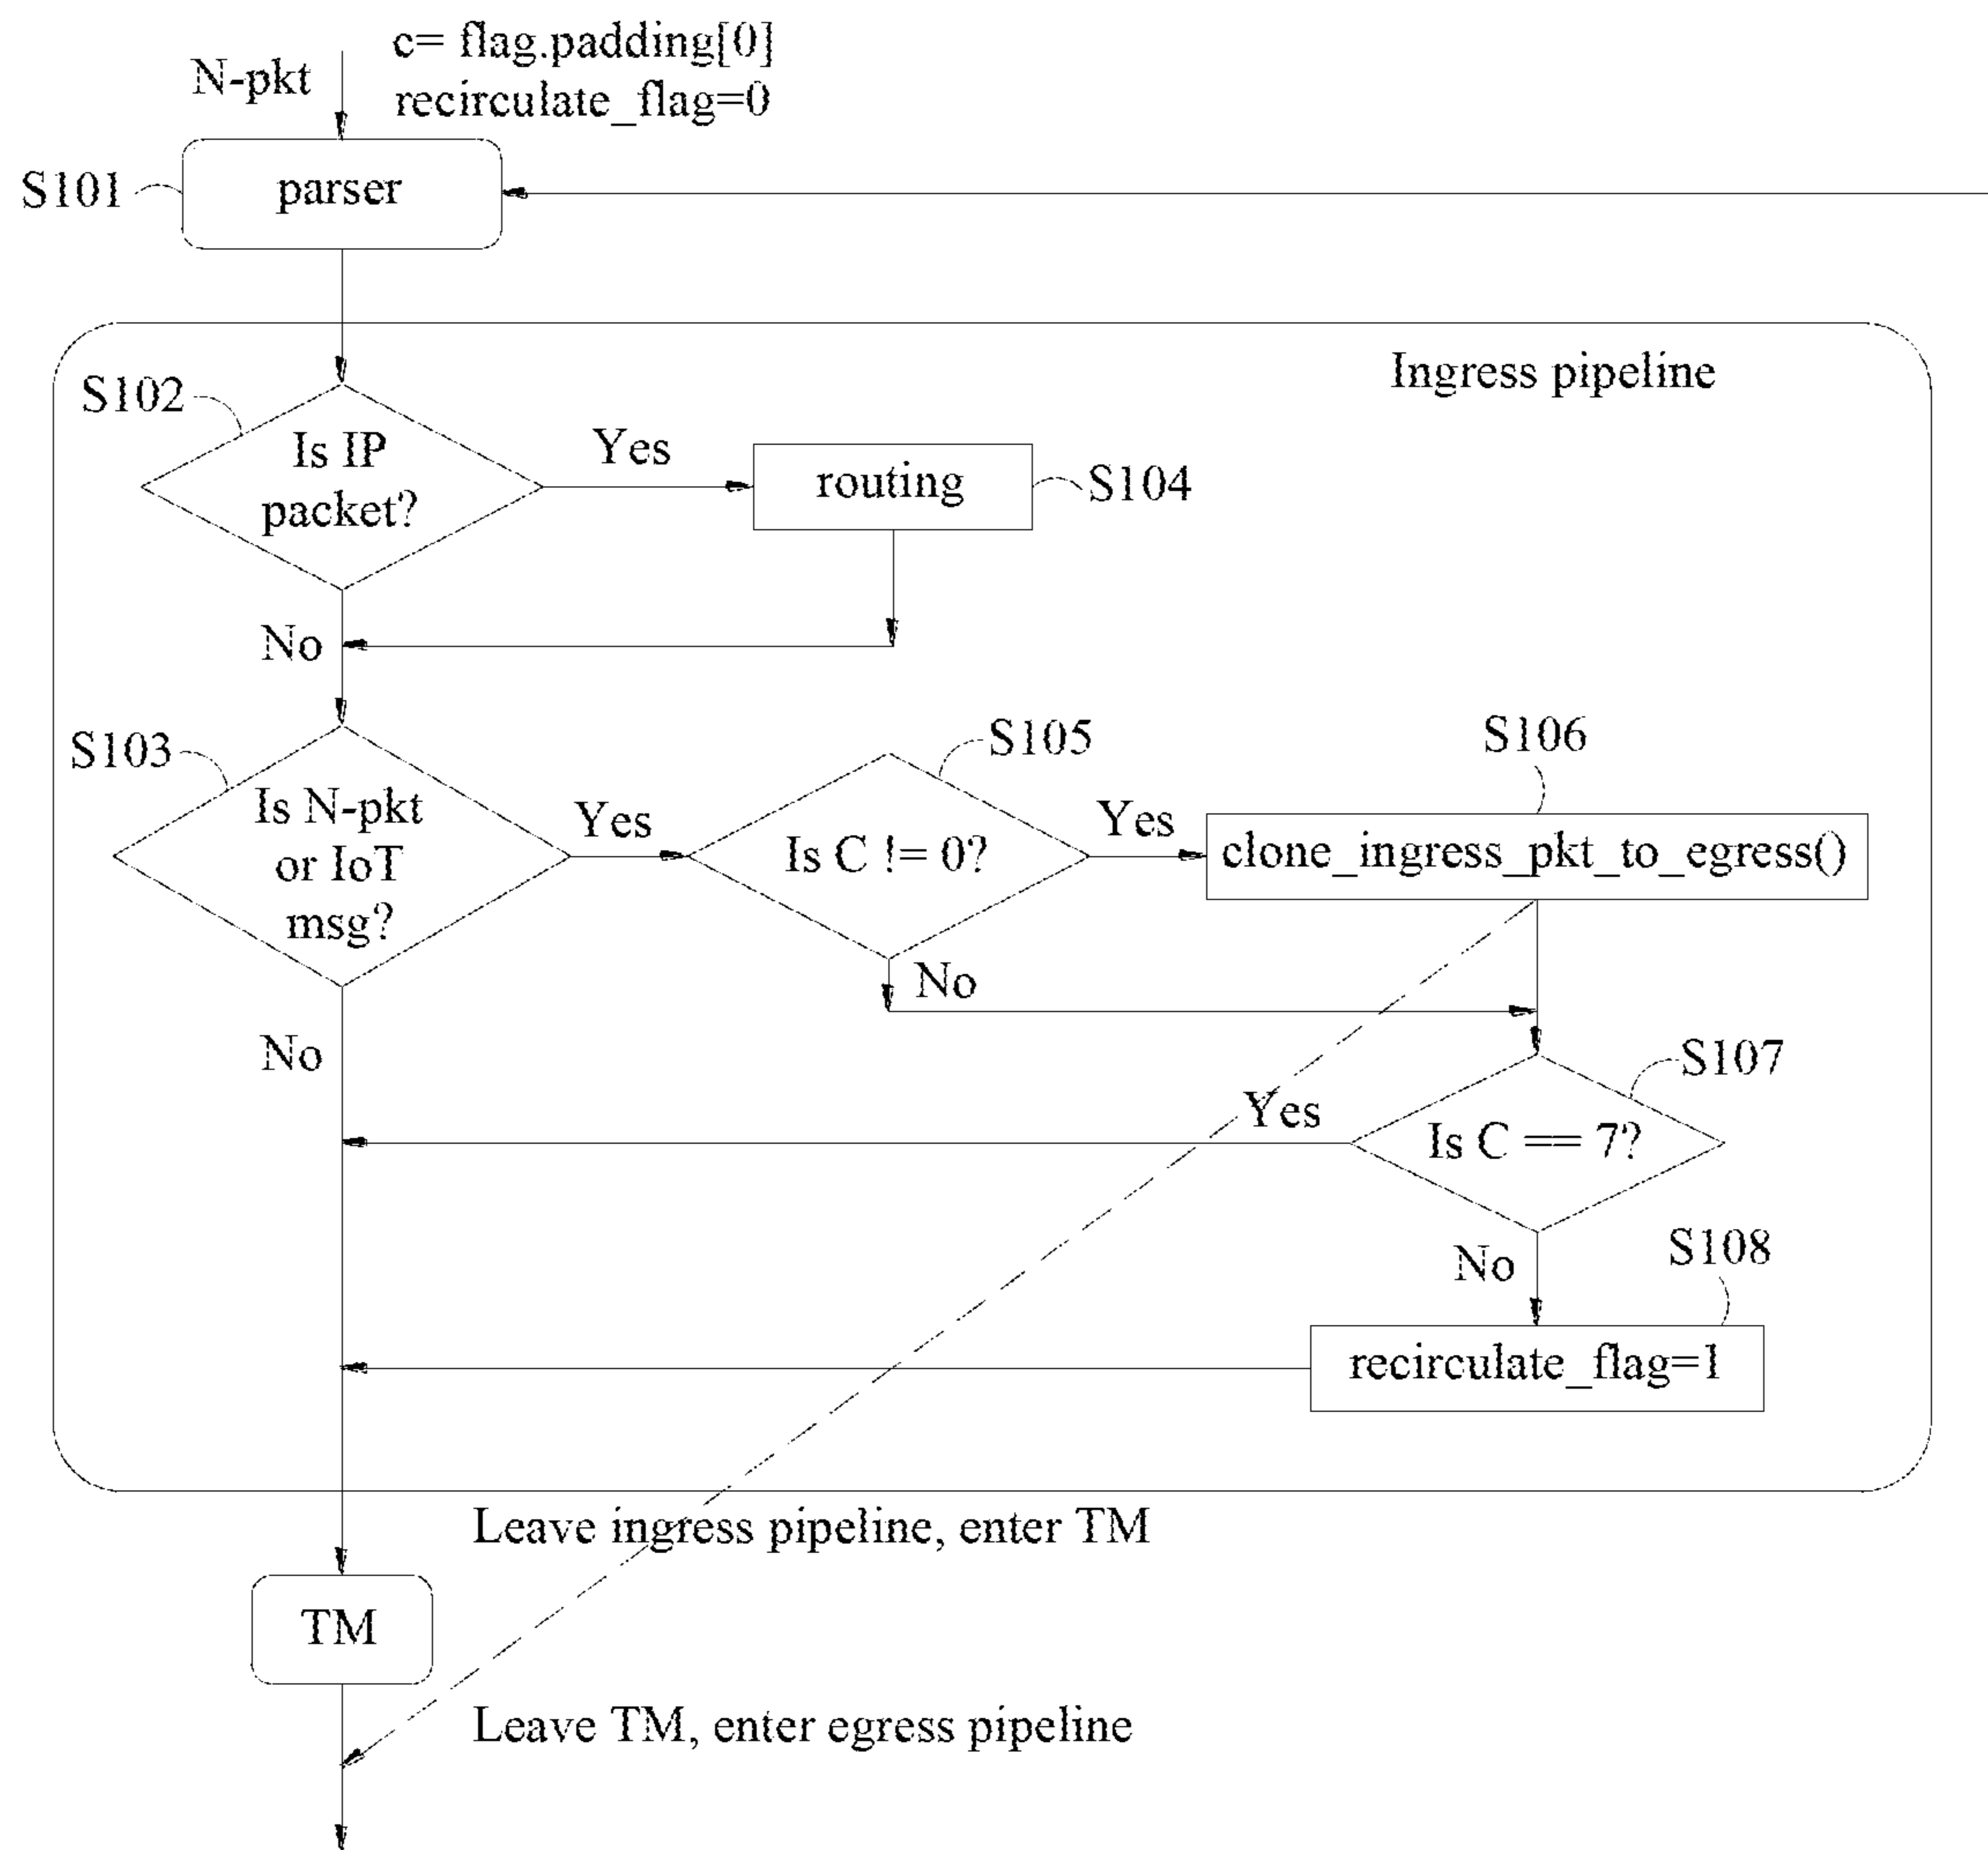 c= flag.padding[0]
N-pkt
recirculate_flag=0
S101
parser
Ingress pipeline
S102
Is IP
packet?
Yes
routing
S104
No
S103
Is N-pkt
or IoT
msg?
Yes
S105
Is C != 0?
Yes
S106
clone_ingress_pkt_to_egress()
No
No
S107
Yes
Is C == 7?
No
S108
recirculate_flag=1
Leave ingress pipeline, enter TM
TM
Leave TM, enter egress pipeline